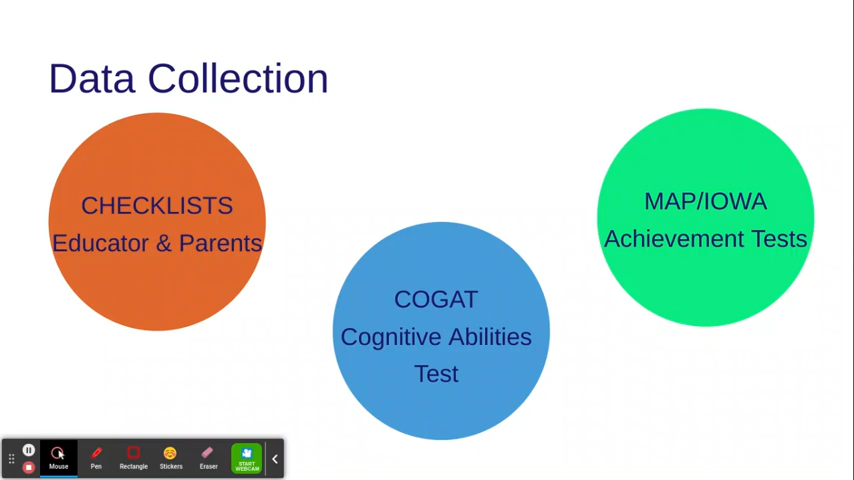 Data Collection
CHECKLISTS
Educator & Parents
MAP/IOWA
Achievement Tests
COGAT
Cognitive Abilities
Test
Mouse
Pen
Rectangle
Stickers
Eraser
START
WEBCAM